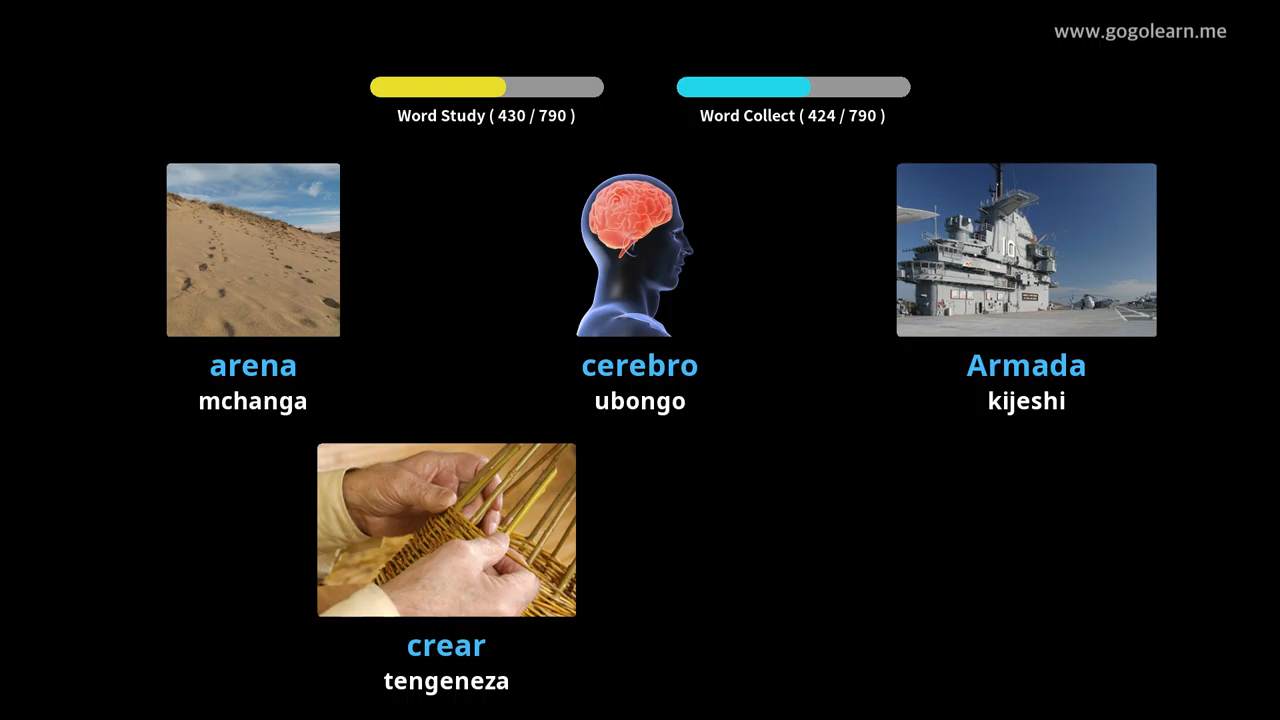 www.gogolearn.me
Word Study ( 430 / 790 )
Word Collect ( 424 / 790 )
10
arena
cerebro
Armada
mchanga
ubongo
kijeshi
crear
tengeneza